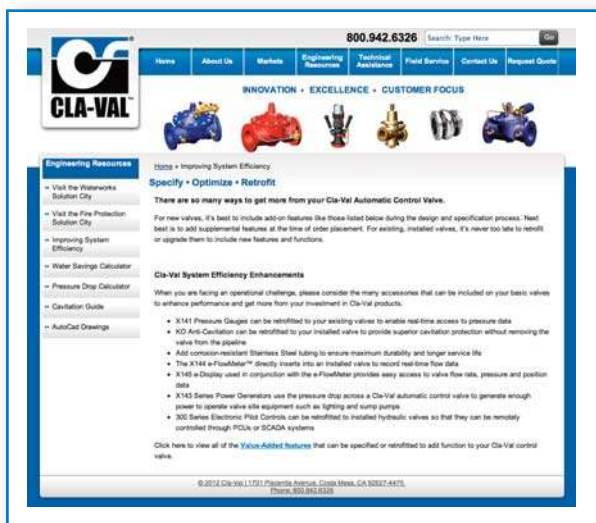 800.942.6326 Search: Type Here Go
CLA-VAL
Home About Us Markets Engineering Resources Technical Assistance Field Service Contact Us Request Quote
INNOVATION • EXCELLENCE • CUSTOMER FOCUS
Engineering Resources
Visit the Waterworks
Solution City
Visit the Fire Protection
Solution City
Improving System
Efficiency
Water Savings Calculator
Pressure Drop Calculator
Cavitation Guide
AutoCad Drawings
Home » Improving System Efficiency
Specify • Optimize • Retrofit
There are so many ways to get more from your Cla-Val Automatic Control Valve.
For new valves, it's best to include add-on features like those listed below during the design and specification process. Next
best is to add supplemental features at the time of order placement. For existing, installed valves, it's never too late to retrofit
or upgrade them to include new features and functions.
Cla-Val System Efficiency Enhancements
When you are facing an operational challenge, please consider the many accessories that can be included on your basic valves
to enhance performance and get more from your investment in Cla-Val products.
• X141 Pressure Gauges can be retrofitted to your existing valves to enable real-time access to pressure data
• KO Anti-Cavitation can be retrofitted to your installed valve to provide superior cavitation protection without removing the
valve from the pipeline
• Add corrosion-resistant Stainless Steel tubing to ensure maximum durability and longer service life
• The X144 e-FlowMeter™ directly inserts into an installed valve to record real-time flow data
• X145 e-Display used in conjunction with the e-FlowMeter provides easy access to valve flow rate, pressure and position
data
• X143 Series Power Generators use the pressure drop across a Cla-Val automatic control valve to generate enough
power to operate valve site equipment such as lighting and sump pumps
• 300 Series Electronic Pilot Controls can be retrofitted to installed hydraulic valves so that they can be remotely
controlled through PCUs or SCADA systems
Click here to view all of the Value-Added features that can be specified or retrofitted to add function to your Cla-Val control
valve.
© 2012 Cla-Val | 1701 Placentia Avenue, Costa Mesa, CA 92627-4475
Phone: 800.942.6326